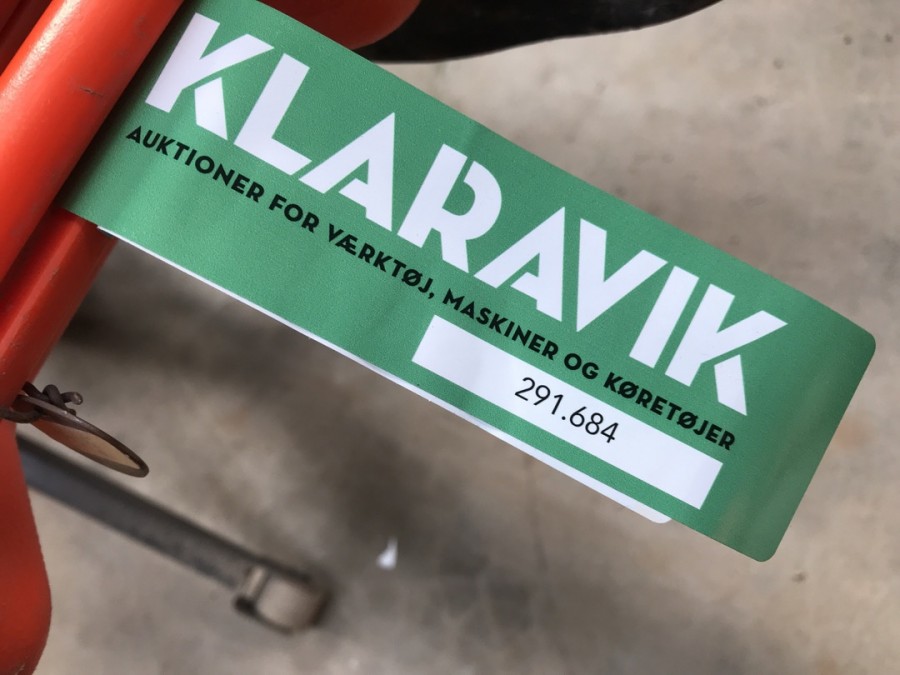 KLARAVIK
AUKTIONER FOR VÆRKTØJ, MASKINER OG KØRETØJER
291.684